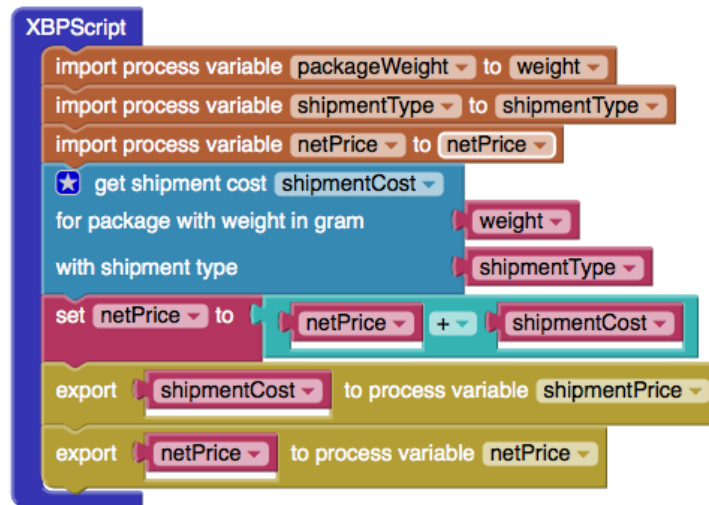 XBPScript
import process variable packageWeight to weight
import process variable shipmentType to shipmentType
import process variable netPrice to netPrice
get shipment cost shipmentCost
for package with weight in gram weight
with shipment type shipmentType
set netPrice to netPrice + shipmentCost
export shipmentCost to process variable shipmentPrice
export netPrice to process variable netPrice